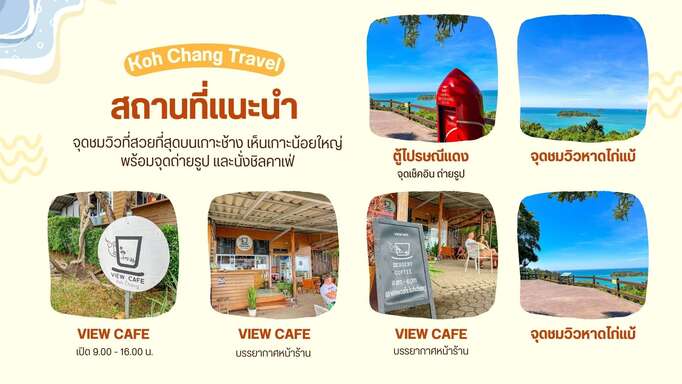 Koh Chang Travel
สถานที่แนะนำ
จุดชมวิวที่สวยที่สุดบนเกาะช้าง เห็นเกาะน้อยใหญ่
พร้อมจุดถ่ายรูป และนั่งชิลคาเฟ่
ตู้ไปรษณีแดง
จุดเช็คอิน ถ่ายรูป
จุดชมวิวหาดไก่แบ้
VIEW CAFE
Koh Chang
VIEW CAFE
เปิด 9.00 - 16.00 น.
VIEW CAFE
บรรยากาศหน้าร้าน
VIEW CAFE
DESSERT
COFFEE
VIEW CAFE
บรรยากาศหน้าร้าน
จุดชมวิวหาดไก่แบ้